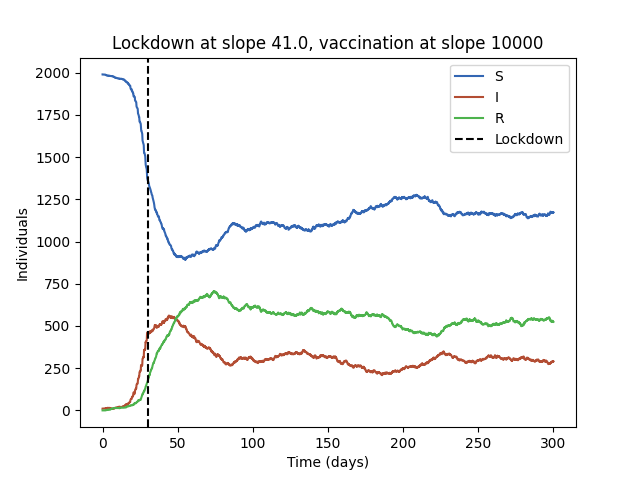 Lockdown at slope 41.0, vaccination at slope 10000
S
I
R
Lockdown
Individuals
2000
1750
1500
1250
1000
750
500
250
0
0 50 100 150 200 250 300
Time (days)